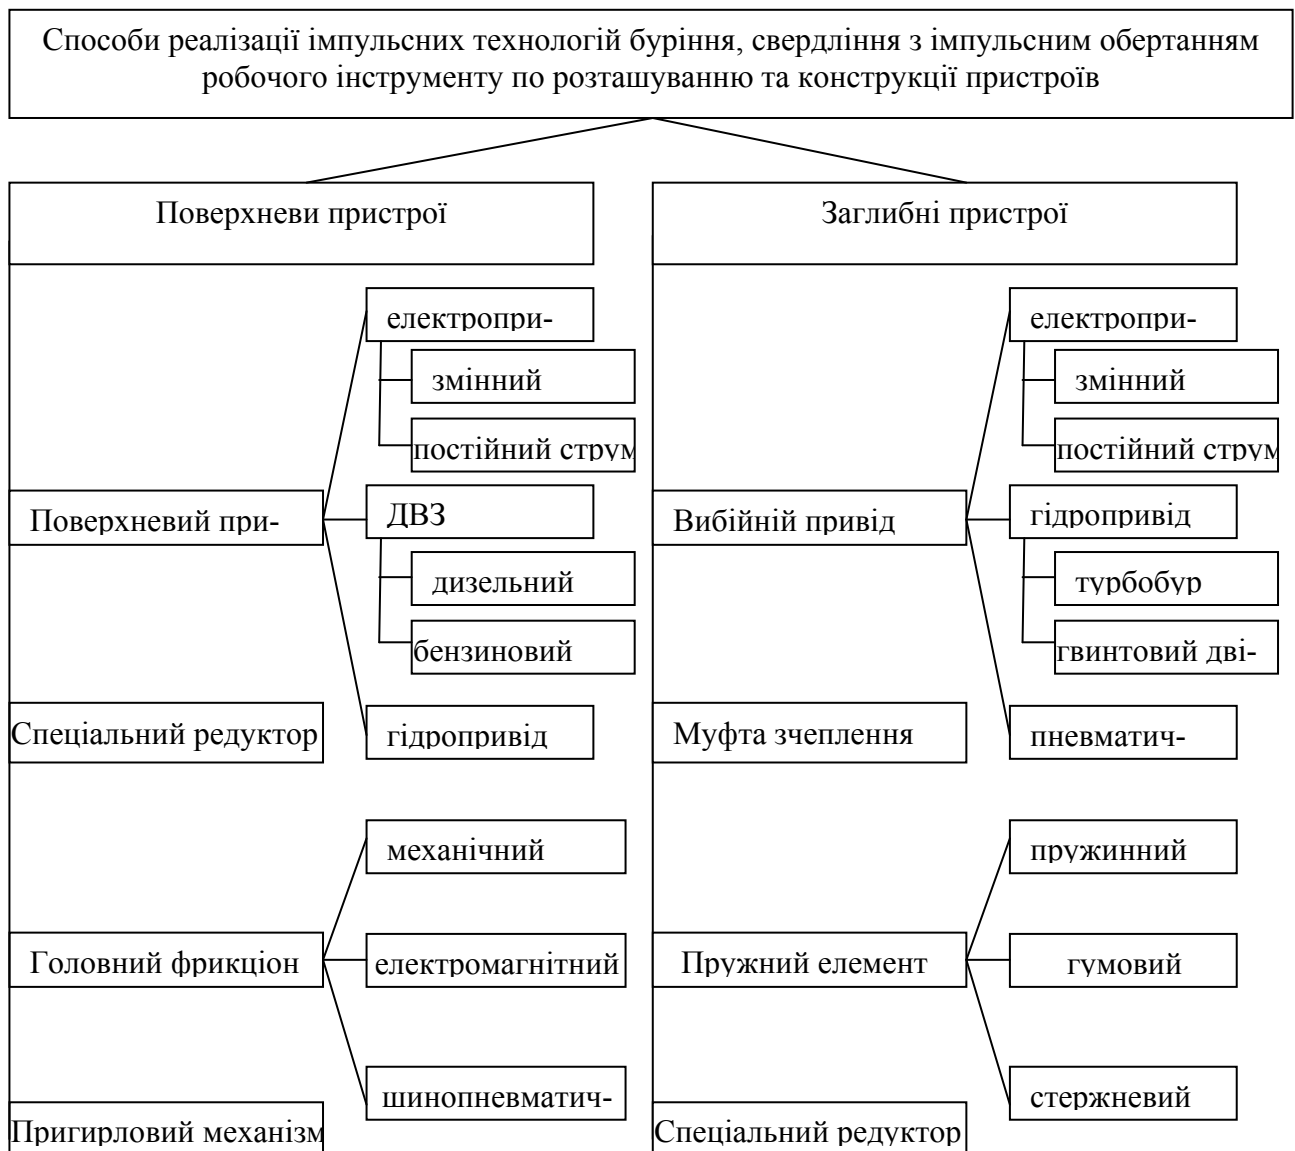 Способи реалізації імпульсних технологій буріння, свердління з імпульсним обертанням
робочого інструменту по розташуванню та конструкції пристроїв
Поверхневи пристрої
електропри-
змінний
постійний струм
Поверхневий при-
ДВЗ
дизельний
бензиновий
Спеціальний редуктор
гідропривід
механічний
Головний фрикціон
електромагнітний
шинопневматич-
Пригирловий механізм
Заглибні пристрої
електропри-
змінний
постійний струм
Вибійній привід
гідропривід
турбобур
гвинтовий дві-
Муфта зчеплення
пневматич-
пружинний
Пружний елемент
гумовий
стержневий
Спеціальний редуктор